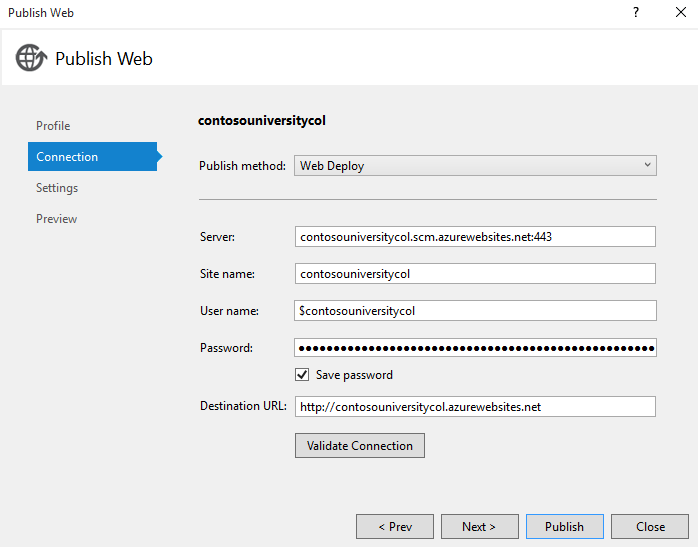 Publish Web
?
Publish Web
Profile
Connection
Settings
Preview
contosouniversitycol
Publish method: Web Deploy
Server: contosouniversitycol.scm.azurewebsites.net:443
Site name: contosouniversitycol
User name: $contosouniversitycol
Password: ●●●●●●●●●●●●●●●●●●●●●●●●●●●●●●●●●●●●●●●●●●●●●●●●●●●
Save password
Destination URL: http://contosouniversitycol.azurewebsites.net
Validate Connection
< Prev Next > Publish Close